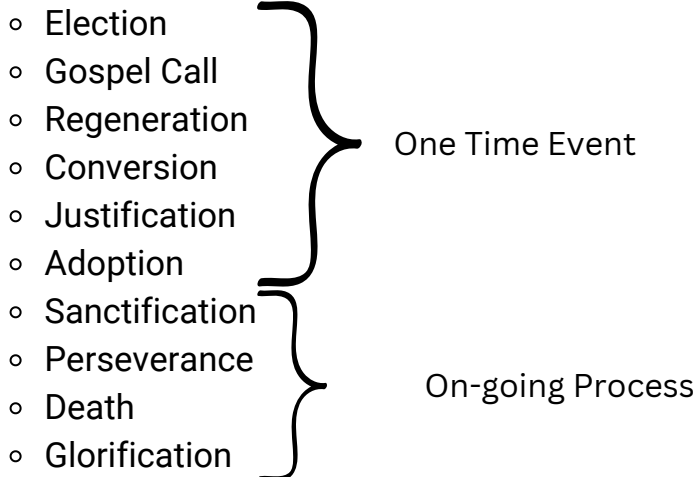 Election
Gospel Call
Regeneration
One Time Event
Conversion
Justification
Adoption
Sanctification
Perseverance
On-going Process
Death
Glorification